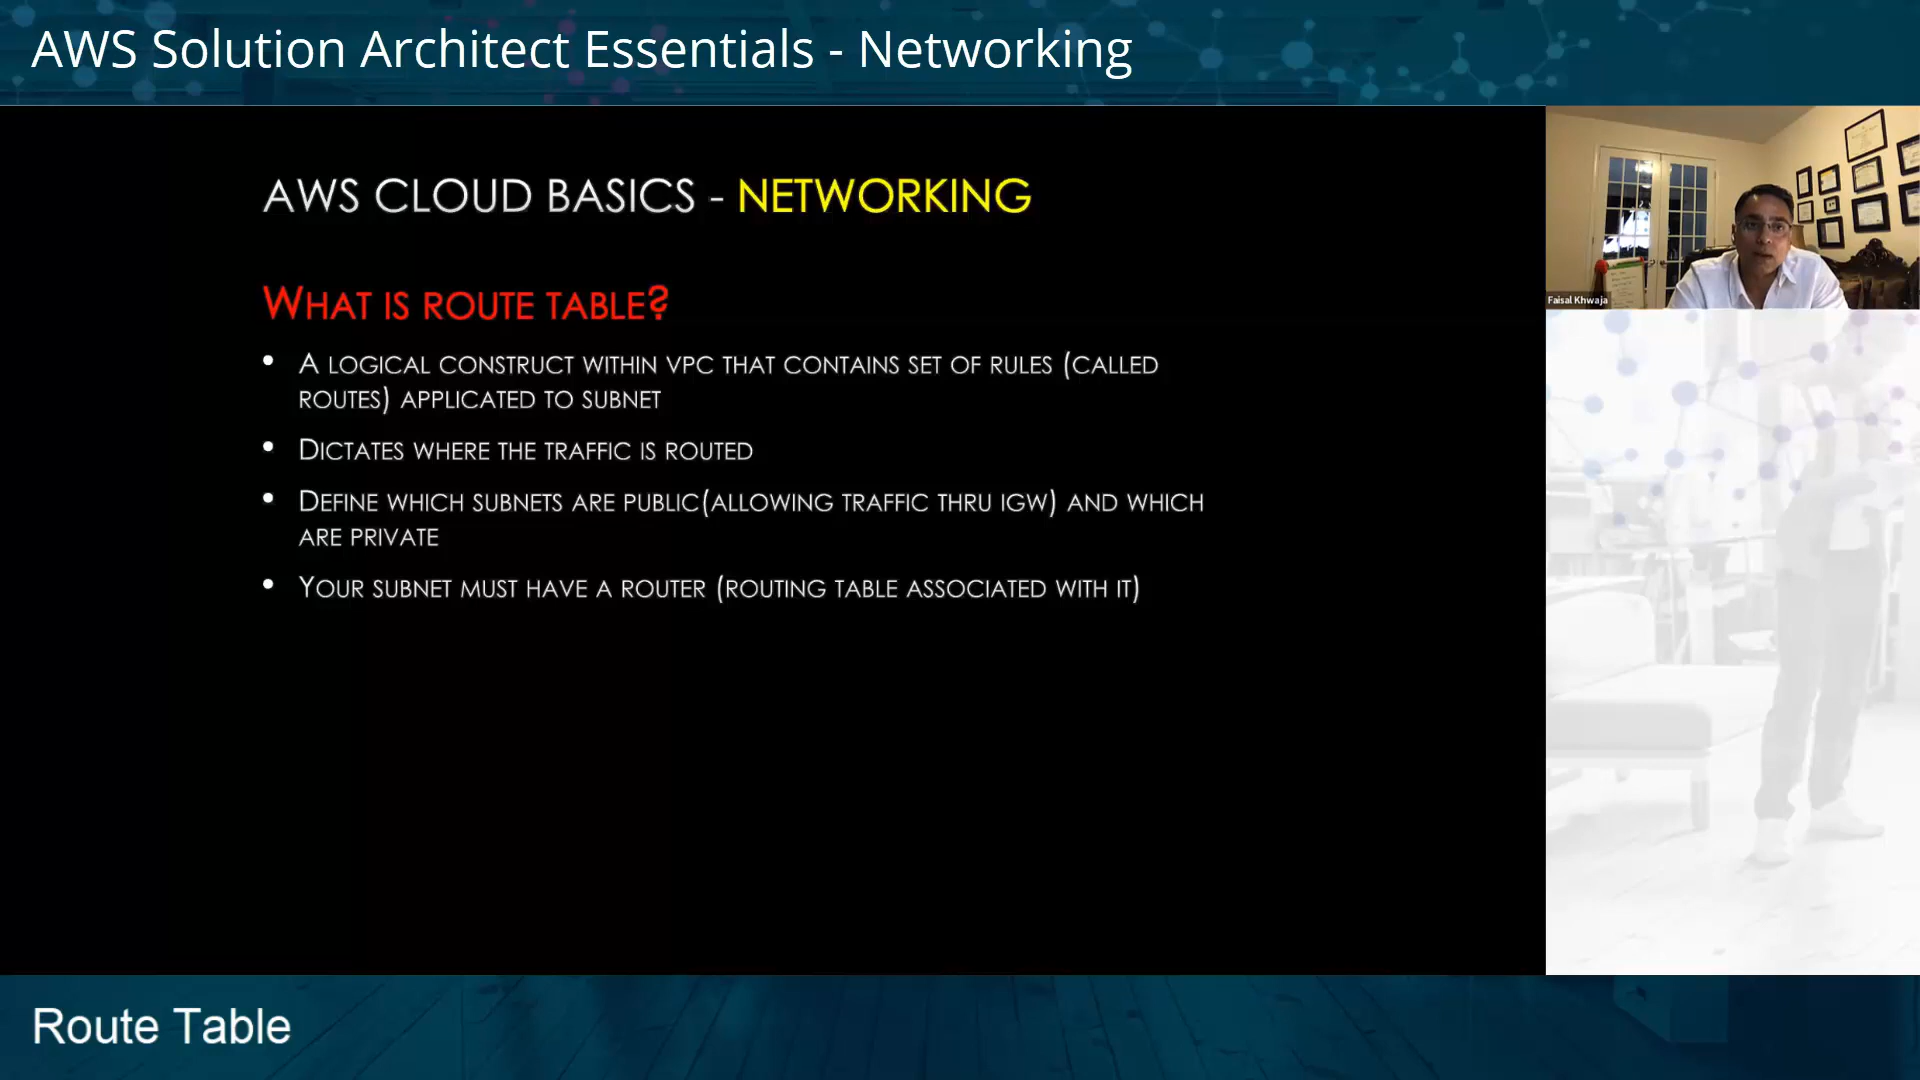 AWS Solution Architect Essentials - Networking
AWS CLOUD BASICS - NETWORKING
WHAT IS ROUTE TABLE?
• A LOGICAL CONSTRUCT WITHIN VPC THAT CONTAINS SET OF RULES (CALLED
ROUTES) APPLICATED TO SUBNET
• DICTATES WHERE THE TRAFFIC IS ROUTED
• DEFINE WHICH SUBNETS ARE PUBLIC(ALLOWING TRAFFIC THRU IGW) AND WHICH
ARE PRIVATE
• YOUR SUBNET MUST HAVE A ROUTER (ROUTING TABLE ASSOCIATED WITH IT)
Faisal Khwaja
Route Table